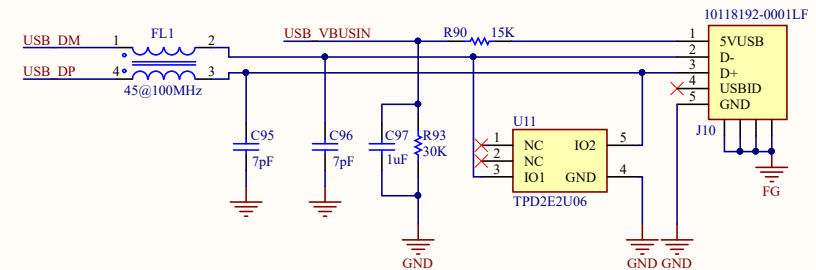 10118192-0001LF
FL1
USB_VBUSIN
R90
15K
1
5VUSB
USB_DM
1
2
2
D-
USB_DP
4
3
3
D+
45@100MHz
4
USBID
5
GND
U11
J10
C95
7pF
C96
7pF
C97
1uF
R93
30K
1
NC
IO2
5
2
NC
3
IO1
GND
4
TPD2E2U06
FG
GND
GND
GND